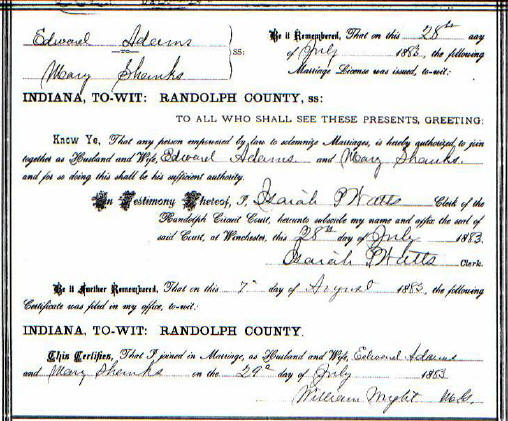 Edward Adams
to
Mary Shanks
ss:
Be it Remembered, That on this 28th day
of July 1883, the following
Marriage License was issued, to-wit:
INDIANA, TO-WIT: RANDOLPH COUNTY, ss:
TO ALL WHO SHALL SEE THESE PRESENTS, GREETING:
Know Ye, That any person empowered by law to solemnize Marriages, is hereby authorized, to join
together as Husband and Wife, Edward Adams and Mary Shanks.
and for so doing this shall be his sufficient authority.
In Testimony Whereof, I, Isaiah P Watts Clerk of the
Randolph Circuit Court, hereunto subscribe my name and affix the seal of
said Court, at Winchester, this 28th day of July 1883.
Isaiah P Watts Clerk.
Be it Further Remembered, That on this 7th day of August 1883, the following
Certificate was filed in my office, to-wit:
INDIANA, TO-WIT: RANDOLPH COUNTY.
This Certifies, That I joined in Marriage, as Husband and Wife, Edward Adams
and Mary Shanks on the 29th day of July 1883
William Wright M.G.